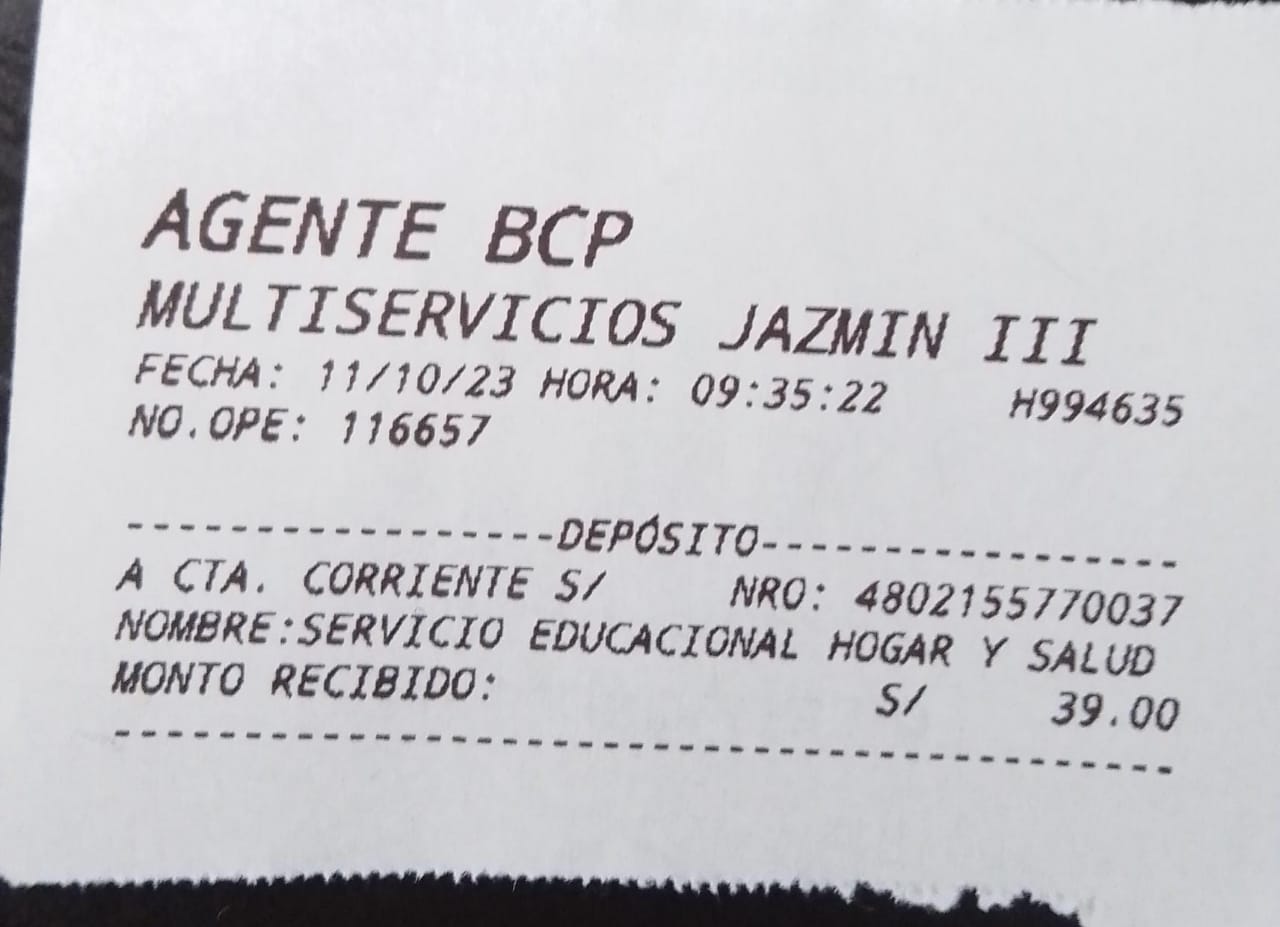 AGENTE BCP
MULTISERVICIOS JAZMIN III
FECHA: 11/10/23 HORA: 09:35:22 H994635
NO.OPE: 116657
------------------DEPÓSITO------------------
A CTA. CORRIENTE S/ NRO: 4802155770037
NOMBRE:SERVICIO EDUCACIONAL HOGAR Y SALUD
MONTO RECIBIDO: S/ 39.00
--------------------------------------------